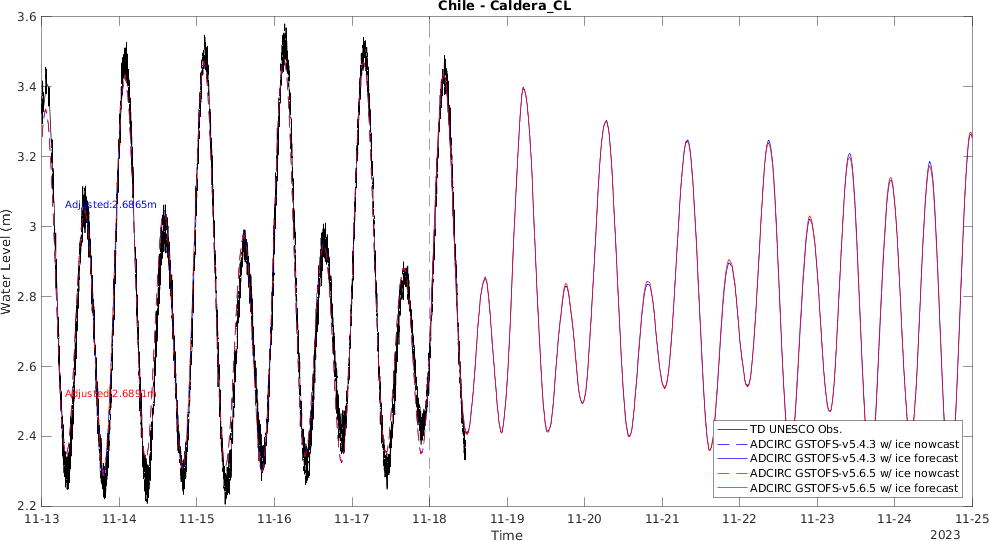 Chile - Caldera_CL
3.6
3.4
3.2
3
2.8
2.6
2.4
2.2
Water Level (m)
Adjusted:2.6865m
Adjusted:2.6891m
TD UNESCO Obs.
ADCIRC GSTOFS-v5.4.3 w/ ice nowcast
ADCIRC GSTOFS-v5.4.3 w/ ice forecast
ADCIRC GSTOFS-v5.6.5 w/ ice nowcast
ADCIRC GSTOFS-v5.6.5 w/ ice forecast
11-13 11-14 11-15 11-16 11-17 11-18 11-19 11-20 11-21 11-22 11-23 11-24 11-25
Time
2023